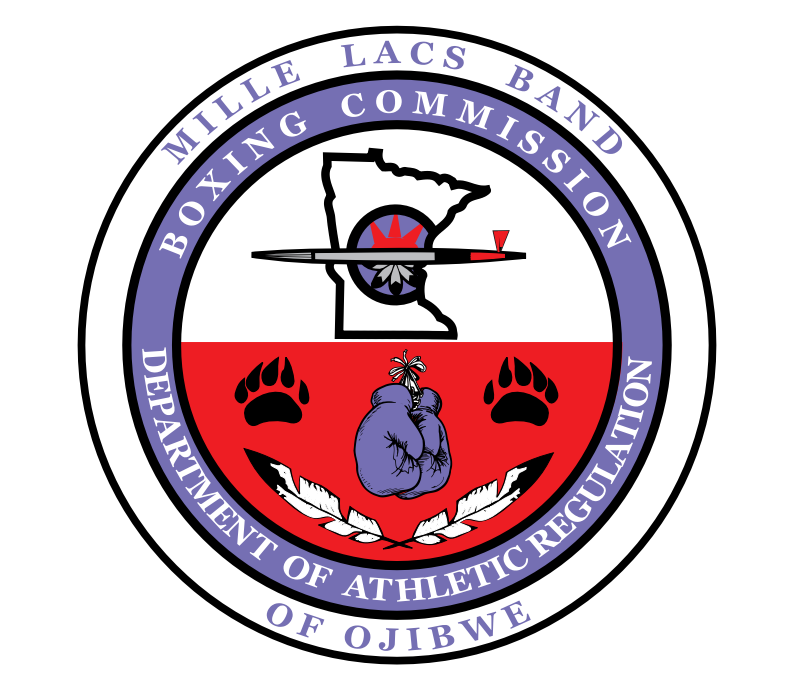 MILLE LACS BAND
OF OJIBWE
BOXING COMMISSION
DEPARTMENT OF ATHLETIC REGULATION